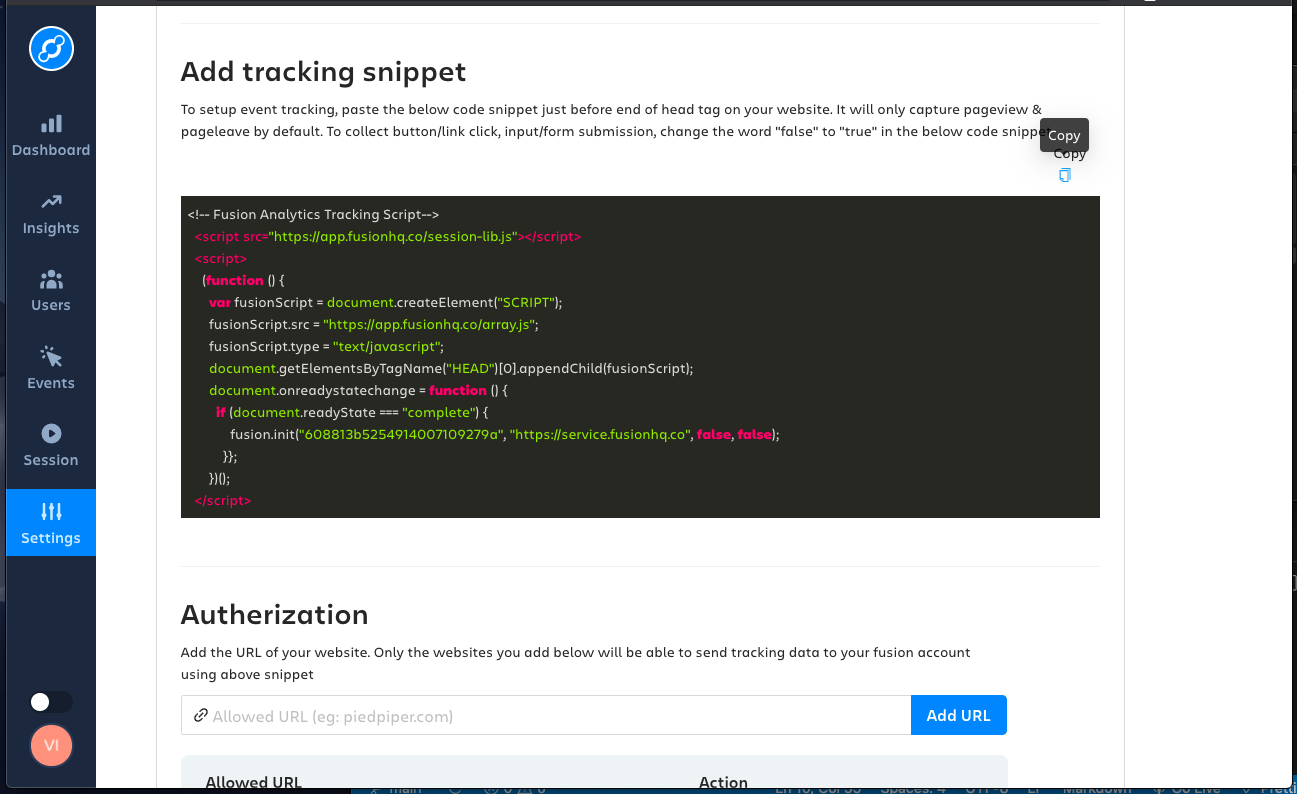 Dashboard
Insights
Users
Events
Session
Settings
VI
Add tracking snippet
To setup event tracking, paste the below code snippet just before end of head tag on your website. It will only capture pageview &
pageleave by default. To collect button/link click, input/form submission, change the word "false" to "true" in the below code snippet
Copy
Copy
<!-- Fusion Analytics Tracking Script-->
<script src="https://app.fusionhq.co/session-lib.js"></script>
<script>
(function () {
var fusionScript = document.createElement("SCRIPT");
fusionScript.src = "https://app.fusionhq.co/array.js";
fusionScript.type = "text/javascript";
document.getElementsByTagName("HEAD")[0].appendChild(fusionScript);
document.onreadystatechange = function () {
if (document.readyState === "complete") {
fusion.init("608813b5254914007109279a", "https://service.fusionhq.co", false, false);
}};
})();
</script>
Autherization
Add the URL of your website. Only the websites you add below will be able to send tracking data to your fusion account
using above snippet
Allowed URL (eg: piedpiper.com)
Add URL
Allowed URL Action